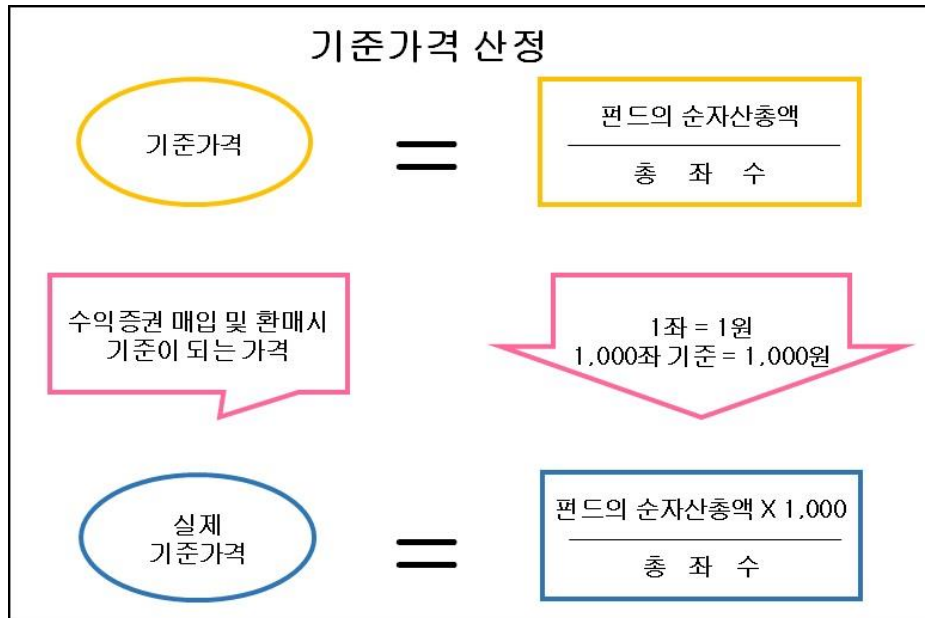 기준가격 산정
기준가격
=
펀드의 순자산총액
총 좌 수
수익증권 매입 및 환매시
기준이 되는 가격
1좌 = 1원
1,000좌 기준 = 1,000원
실제
기준가격
=
펀드의 순자산총액 X 1,000
총 좌 수